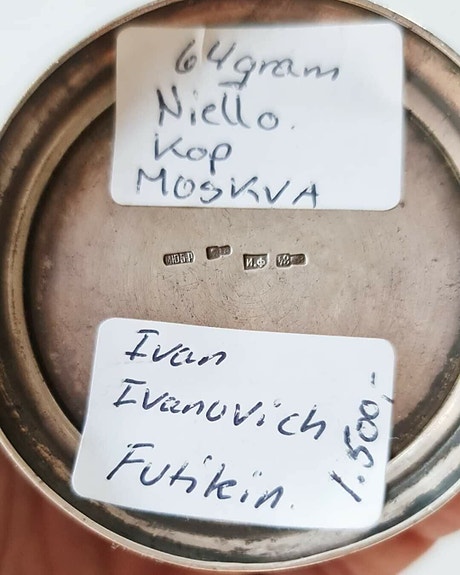 64gram
Niello.
Kop
MOSKVA
И.Ф
Ivan
Ivanovich
Futikin.
1.500,-